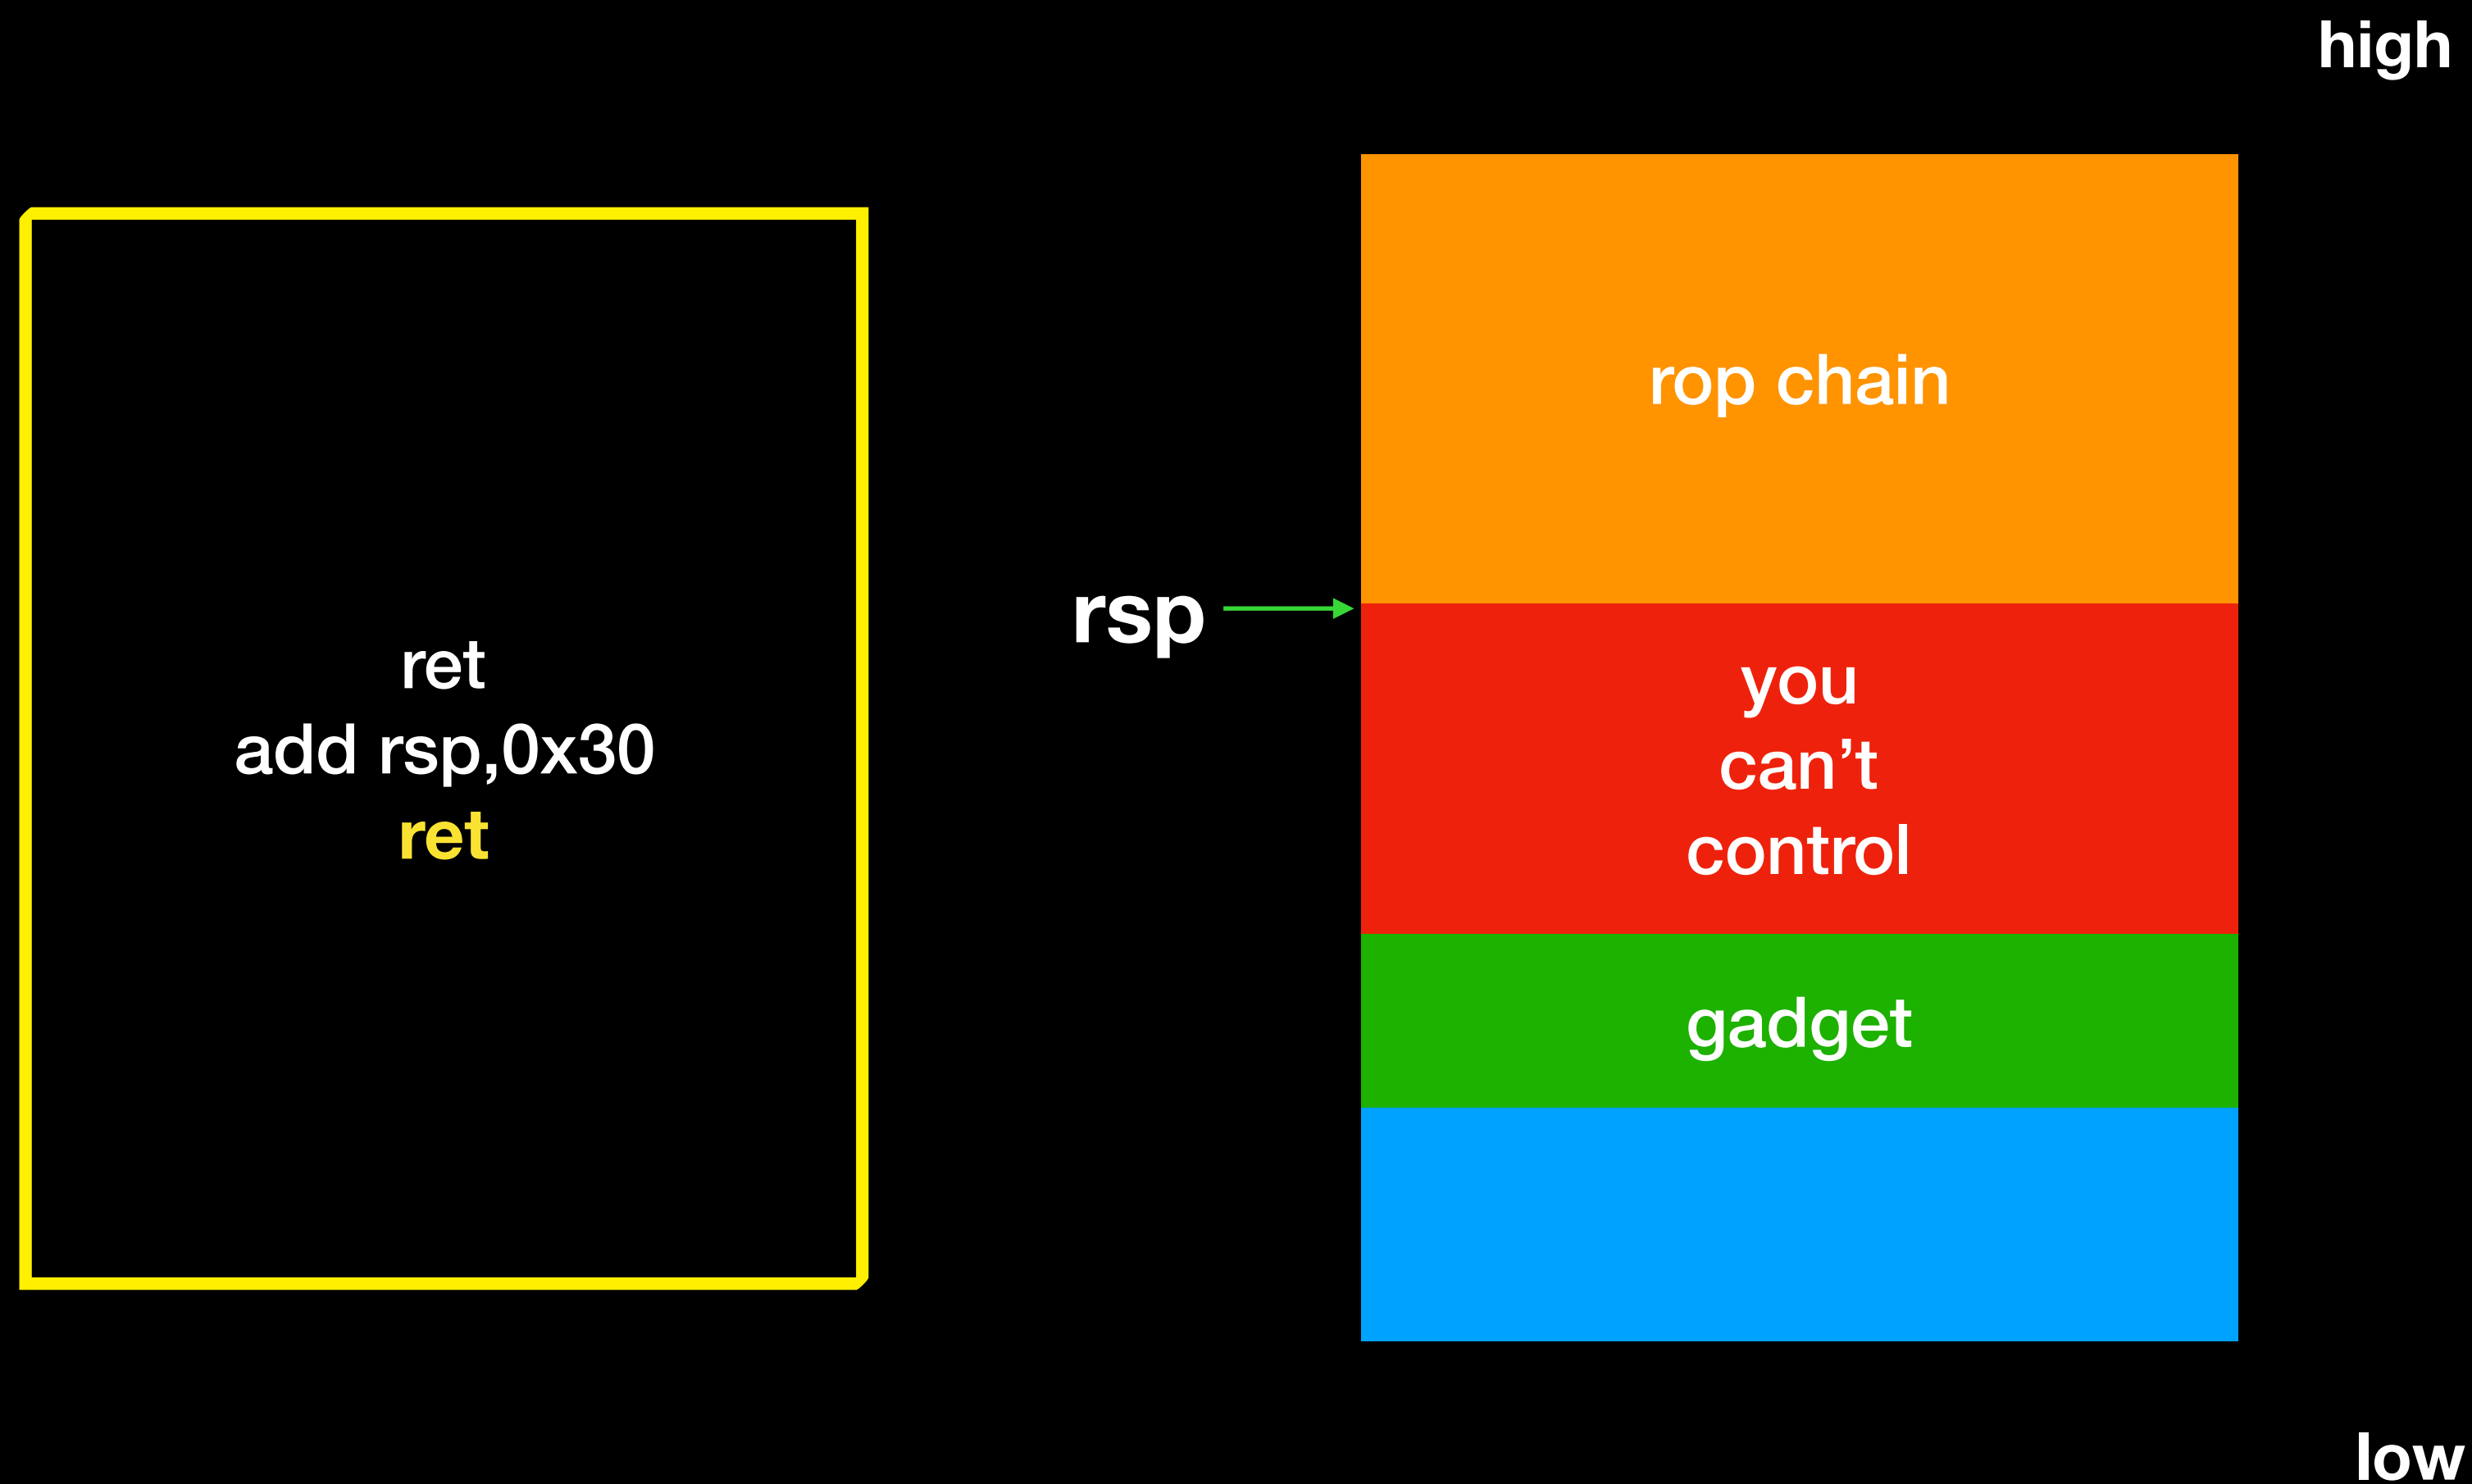 high
ret
add rsp,0x30
ret
rsp
rop chain
you
can’t
control
gadget
low